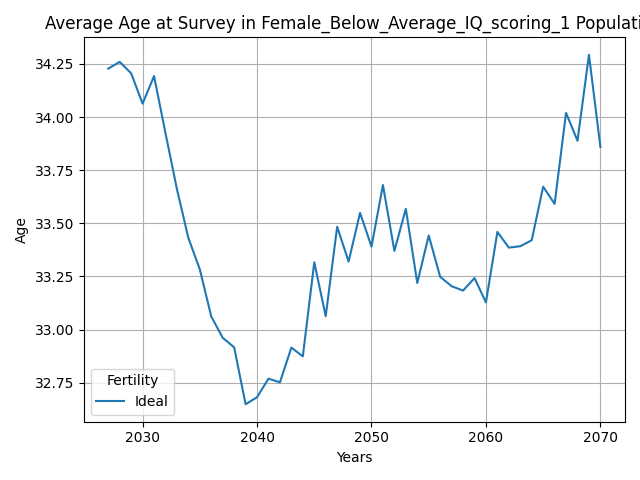 Average Age at Survey in Female_Below_Average_IQ_scoring_1 Populati
34.25
34.00
33.75
33.50
33.25
33.00
32.75
Age
Fertility
Ideal
2030 2040 2050 2060 2070
Years